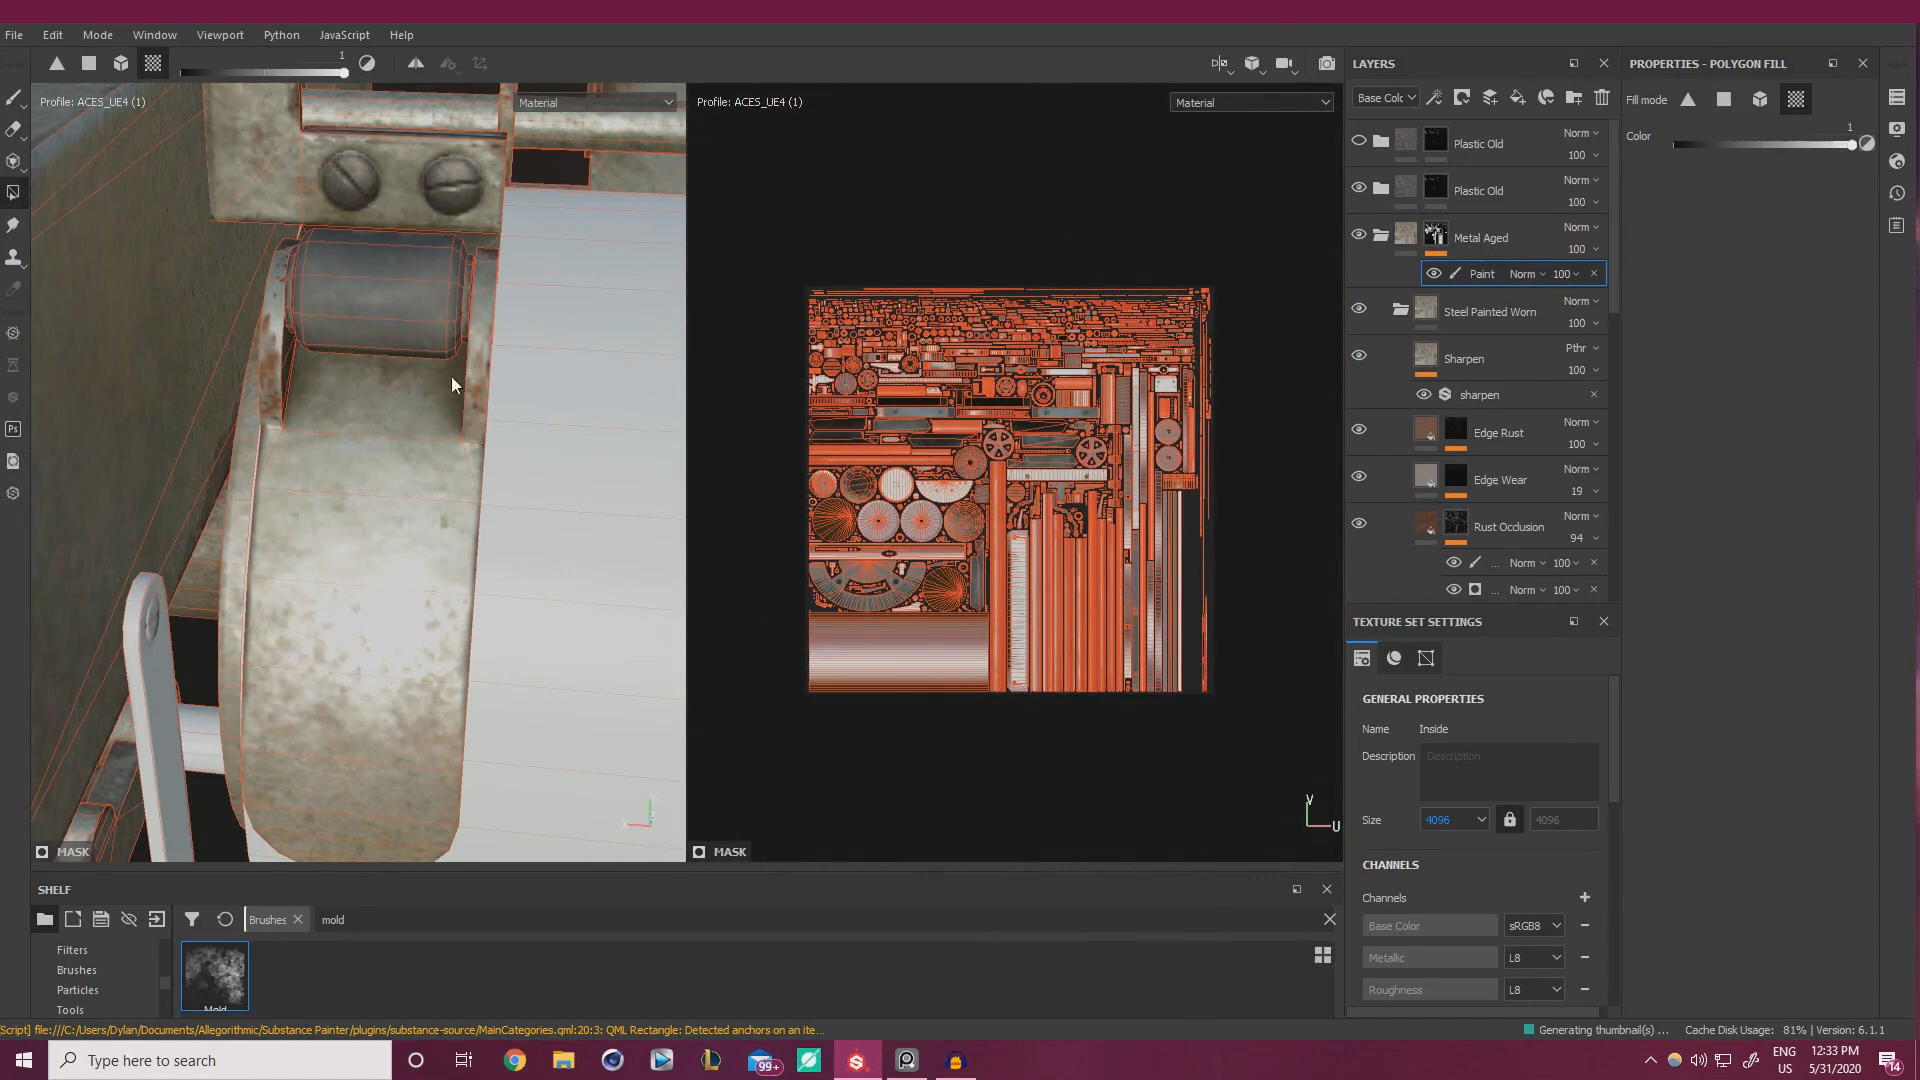 File Edit Mode Window Viewport Python JavaScript Help
1
Profile: ACES_UE4 (1)
Material
Profile: ACES_UE4 (1)
Material
MASK
MASK
V
U
X
LAYERS
Base Colc
Plastic Old
Norm
100
Plastic Old
Norm
100
Metal Aged
Norm
100
Paint Norm 100
Steel Painted Worn
Norm
100
Sharpen
Pthr
100
sharpen
Edge Rust
Norm
100
Edge Wear
Norm
19
Rust Occlusion
Norm
94
... Norm 100
... Norm 100
PROPERTIES - POLYGON FILL
Fill mode
Color
1
TEXTURE SET SETTINGS
GENERAL PROPERTIES
Name Inside
Description Description
Size 4096 4096
CHANNELS
Channels
Base Color sRGB8
Metallic L8
Roughness L8
Ps
SHELF
Brushes mold
Filters
Brushes
Particles
Tools
Mold
Script] file:///C:/Users/Dylan/Documents/Allegorithmic/Substance Painter/plugins/substance-source/MainCategories.qml:20:3: QML Rectangle: Detected anchors on an ite...
Generating thumbnail(s) ... Cache Disk Usage: 81% | Version: 6.1.1
Type here to search
99+
ENG
US
12:33 PM
5/31/2020
14